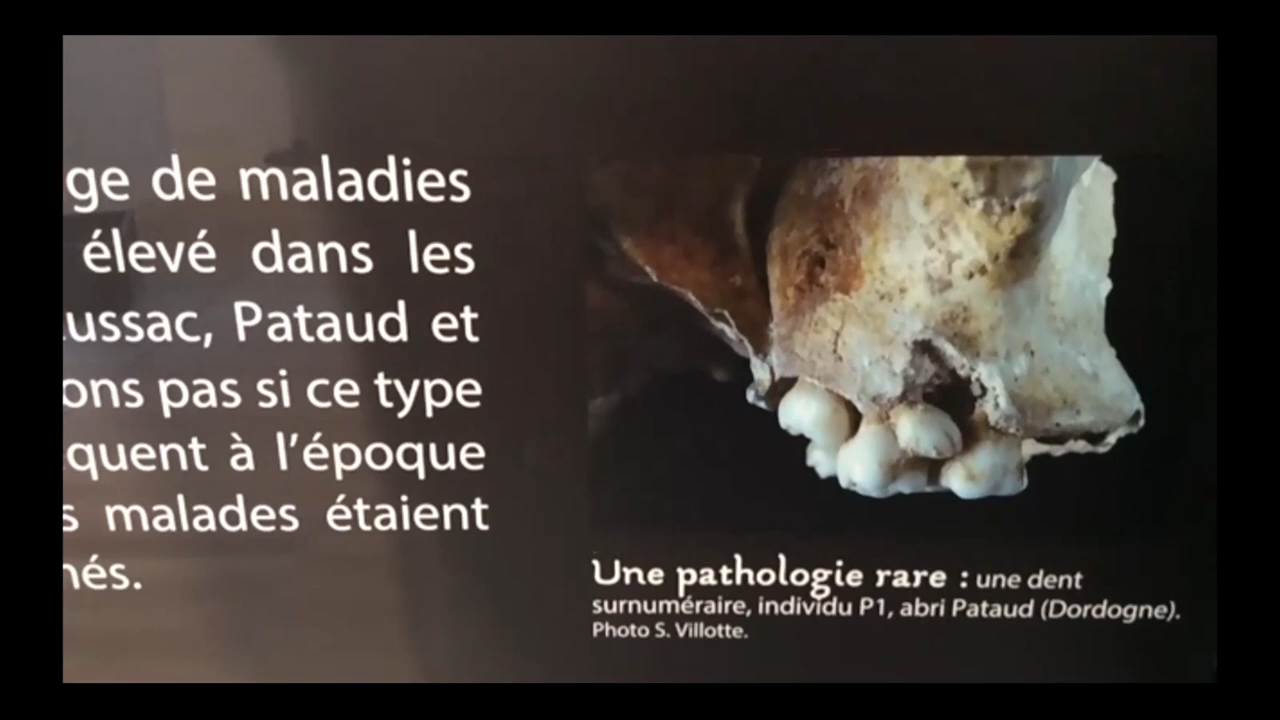 ge de maladies
élevé dans les
ussac, Pataud et
ons pas si ce type
quent à l'époque
s malades étaient
nés.
Une pathologie rare : une dent
surnuméraire, individu P1, abri Pataud (Dordogne).
Photo S. Villotte.